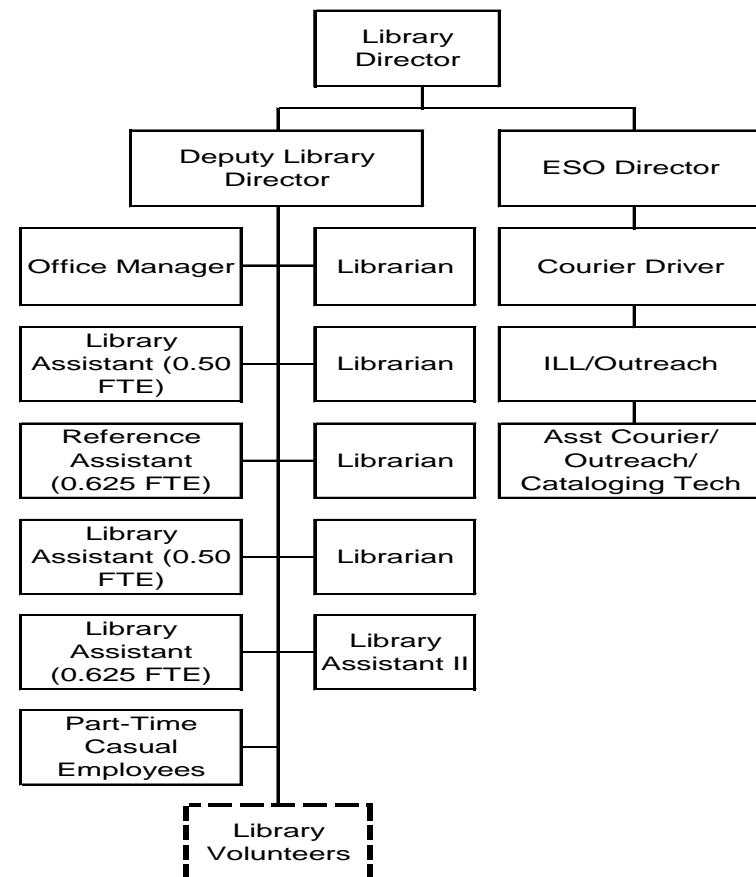 Library
Director
Deputy Library
Director
ESO Director
Office Manager
Librarian
Courier Driver
Library
Assistant (0.50
FTE)
Librarian
ILL/Outreach
Reference
Assistant
(0.625 FTE)
Librarian
Asst Courier/
Outreach/
Cataloging Tech
Library
Assistant (0.50
FTE)
Librarian
Library
Assistant
(0.625 FTE)
Library
Assistant II
Part-Time
Casual
Employees
Library
Volunteers